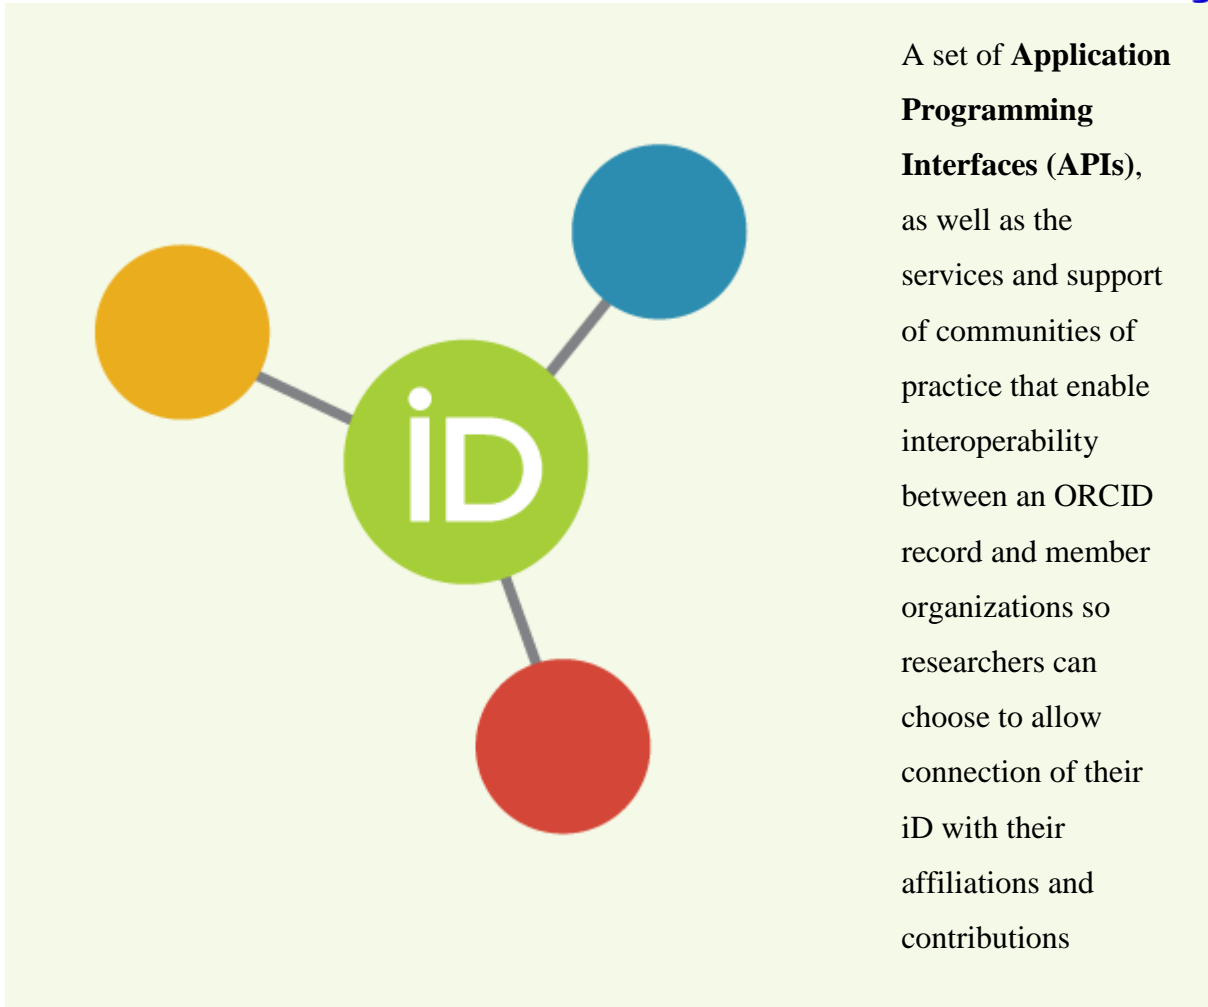 A set of Application
Programming
Interfaces (APIs),
as well as the
services and support
of communities of
practice that enable
interoperability
between an ORCID
record and member
organizations so
researchers can
choose to allow
connection of their
iD with their
affiliations and
contributions
iD